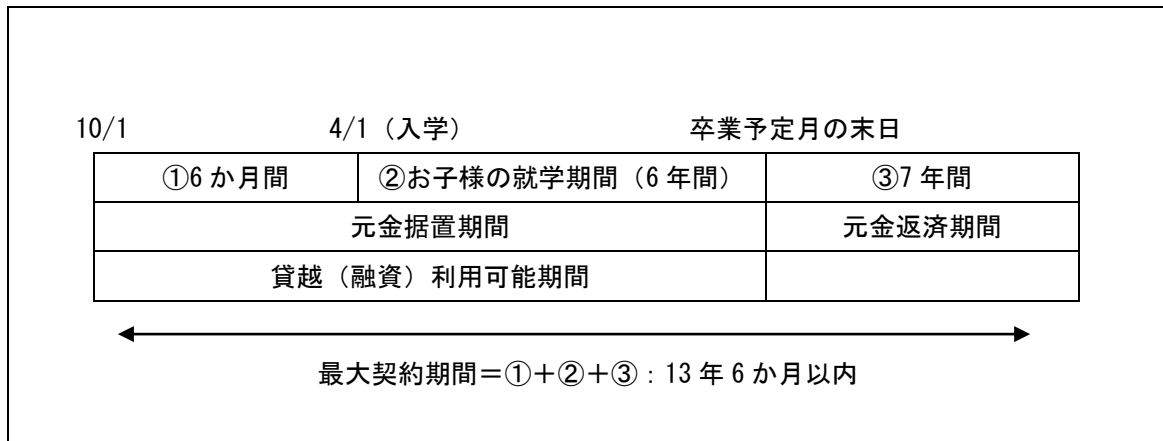 10/1 4/1（入学） 卒業予定月の末日
①6か月間 ②お子様の就学期間（6年間） ③7年間
元金据置期間 元金返済期間
貸越（融資）利用可能期間
最大契約期間＝①＋②＋③：13年6か月以内